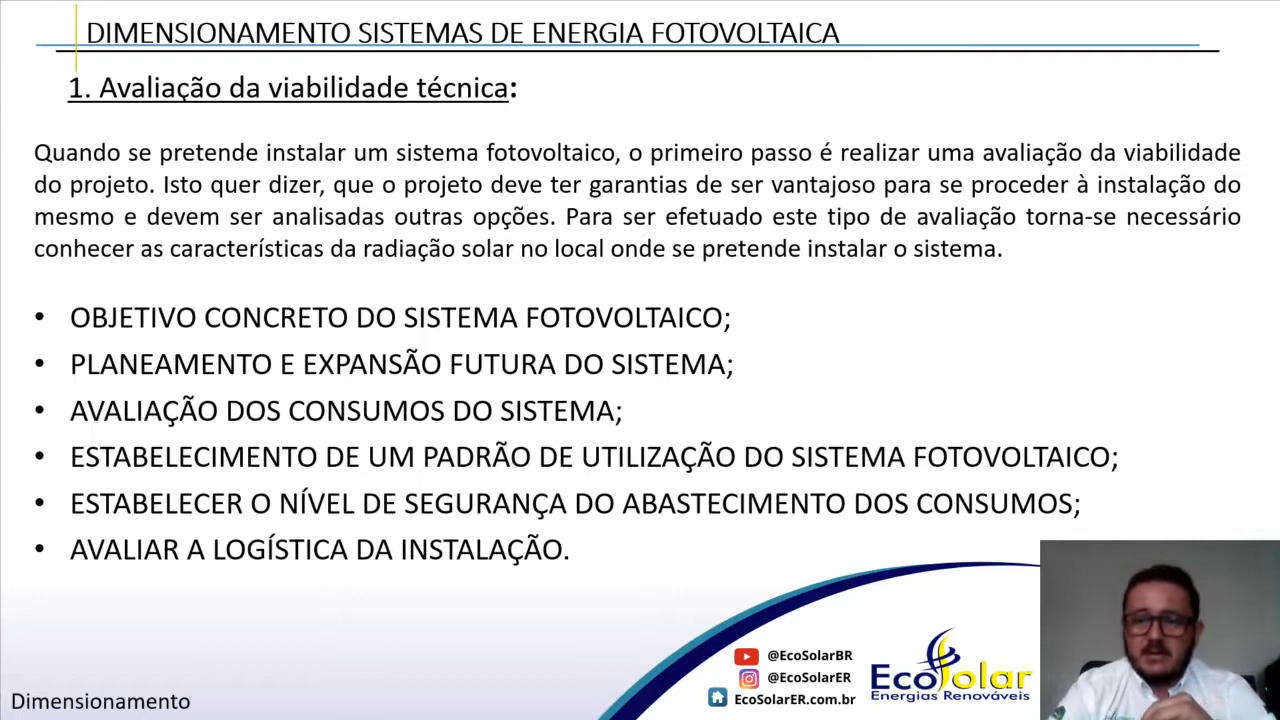 DIMENSIONAMENTO SISTEMAS DE ENERGIA FOTOVOLTAICA
1. Avaliação da viabilidade técnica:
Quando se pretende instalar um sistema fotovoltaico, o primeiro passo é realizar uma avaliação da viabilidade
do projeto. Isto quer dizer, que o projeto deve ter garantias de ser vantajoso para se proceder à instalação do
mesmo e devem ser analisadas outras opções. Para ser efetuado este tipo de avaliação torna-se necessário
conhecer as características da radiação solar no local onde se pretende instalar o sistema.
• OBJETIVO CONCRETO DO SISTEMA FOTOVOLTAICO;
• PLANEAMENTO E EXPANSÃO FUTURA DO SISTEMA;
• AVALIAÇÃO DOS CONSUMOS DO SISTEMA;
• ESTABELECIMENTO DE UM PADRÃO DE UTILIZAÇÃO DO SISTEMA FOTOVOLTAICO;
• ESTABELECER O NÍVEL DE SEGURANÇA DO ABASTECIMENTO DOS CONSUMOS;
• AVALIAR A LOGÍSTICA DA INSTALAÇÃO.
@EcoSolarBR
@EcoSolarER
EcoSolarER.com.br
EcoSolar
Energias Renováveis
Dimensionamento